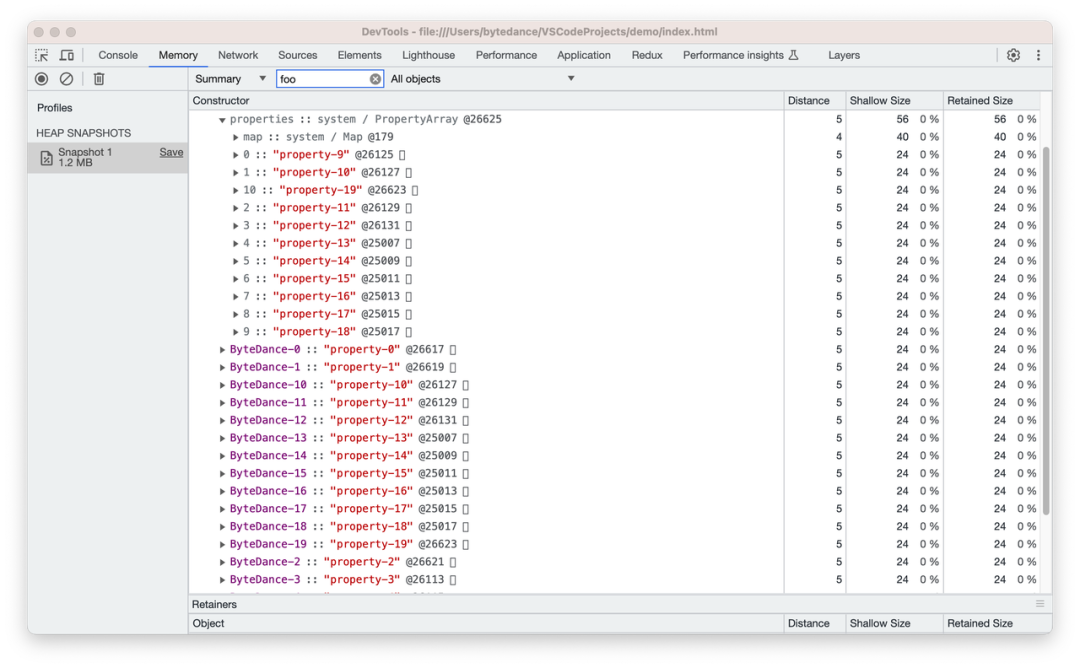 DevTools - file:///Users/bytedance/VSCodeProjects/demo/index.html
Console Memory Network Sources Elements Lighthouse Performance Application Redux Performance insights Layers
Summary ▼ foo All objects ▼
Profiles
HEAP SNAPSHOTS
Snapshot 1 Save
1.2 MB
Constructor Distance Shallow Size Retained Size
▼ properties :: system / PropertyArray @26625 5 56 0 % 56 0 %
▶ map :: system / Map @179 4 40 0 % 40 0 %
▶ 0 :: "property-9" @26125 ▯ 5 24 0 % 24 0 %
▶ 1 :: "property-10" @26127 ▯ 5 24 0 % 24 0 %
▶ 10 :: "property-19" @26623 ▯ 5 24 0 % 24 0 %
▶ 2 :: "property-11" @26129 ▯ 5 24 0 % 24 0 %
▶ 3 :: "property-12" @26131 ▯ 5 24 0 % 24 0 %
▶ 4 :: "property-13" @25007 ▯ 5 24 0 % 24 0 %
▶ 5 :: "property-14" @25009 ▯ 5 24 0 % 24 0 %
▶ 6 :: "property-15" @25011 ▯ 5 24 0 % 24 0 %
▶ 7 :: "property-16" @25013 ▯ 5 24 0 % 24 0 %
▶ 8 :: "property-17" @25015 ▯ 5 24 0 % 24 0 %
▶ 9 :: "property-18" @25017 ▯ 5 24 0 % 24 0 %
▶ ByteDance-0 :: "property-0" @26617 ▯ 5 24 0 % 24 0 %
▶ ByteDance-1 :: "property-1" @26619 ▯ 5 24 0 % 24 0 %
▶ ByteDance-10 :: "property-10" @26127 ▯ 5 24 0 % 24 0 %
▶ ByteDance-11 :: "property-11" @26129 ▯ 5 24 0 % 24 0 %
▶ ByteDance-12 :: "property-12" @26131 ▯ 5 24 0 % 24 0 %
▶ ByteDance-13 :: "property-13" @25007 ▯ 5 24 0 % 24 0 %
▶ ByteDance-14 :: "property-14" @25009 ▯ 5 24 0 % 24 0 %
▶ ByteDance-15 :: "property-15" @25011 ▯ 5 24 0 % 24 0 %
▶ ByteDance-16 :: "property-16" @25013 ▯ 5 24 0 % 24 0 %
▶ ByteDance-17 :: "property-17" @25015 ▯ 5 24 0 % 24 0 %
▶ ByteDance-18 :: "property-18" @25017 ▯ 5 24 0 % 24 0 %
▶ ByteDance-19 :: "property-19" @26623 ▯ 5 24 0 % 24 0 %
▶ ByteDance-2 :: "property-2" @26621 ▯ 5 24 0 % 24 0 %
▶ ByteDance-3 :: "property-3" @26113 ▯ 5 24 0 % 24 0 %
Retainers
Object Distance Shallow Size Retained Size